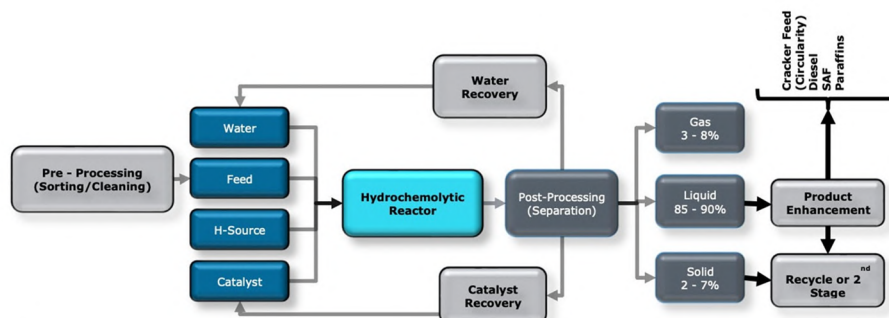 Cracker Feed
(Circularity)
Diesel
SAF
Paraffins
Water
Recovery
Water
Gas
3 - 8%
Pre - Processing
(Sorting/Cleaning)
Feed
Hydrochemolytic
Reactor
Post-Processing
(Separation)
Liquid
85 - 90%
Product
Enhancement
H-Source
Catalyst
Catalyst
Recovery
Solid
2 - 7%
Recycle or 2nd
Stage